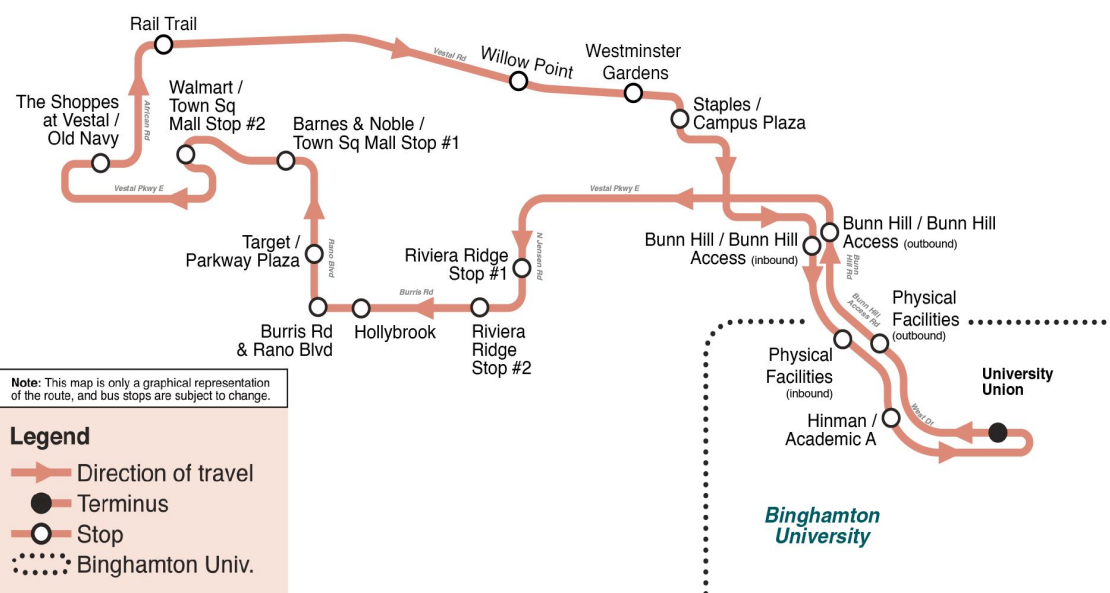 Rail Trail
Vestal Rd
Willow Point
Westminster
Gardens
Staples /
Campus Plaza
The Shoppes
at Vestal /
Old Navy
African Rd
Walmart /
Town Sq
Mall Stop #2
Barnes & Noble /
Town Sq Mall Stop #1
Vestal Pkwy E
Vestal Pkwy E
Target /
Parkway Plaza
Rano Blvd
Riviera Ridge
Stop #1
N Jensen Rd
Burris Rd
Burris Rd
& Rano Blvd
Hollybrook
Riviera
Ridge
Stop #2
Bunn Hill / Bunn Hill
Access (inbound)
Bunn Hill / Bunn Hill
Access (outbound)
Bunn
Hill Rd
Bunn Hill
Access Rd
Physical
Facilities
(outbound)
Physical
Facilities
(inbound)
University
Union
Hinman /
Academic A
West Dr
Binghamton
University
Note: This map is only a graphical representation
of the route, and bus stops are subject to change.
Legend
Direction of travel
Terminus
Stop
Binghamton Univ.